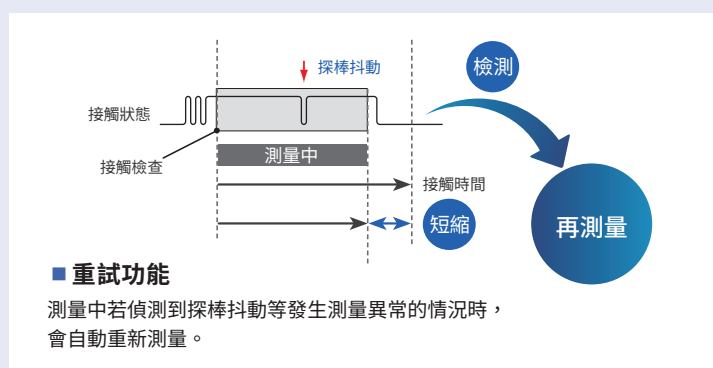 探棒抖動
檢測
接觸狀態
測量中
接觸檢查
接觸時間
短縮
再測量
■ 重試功能
測量中若偵測到探棒抖動等發生測量異常的情況時，
會自動重新測量。